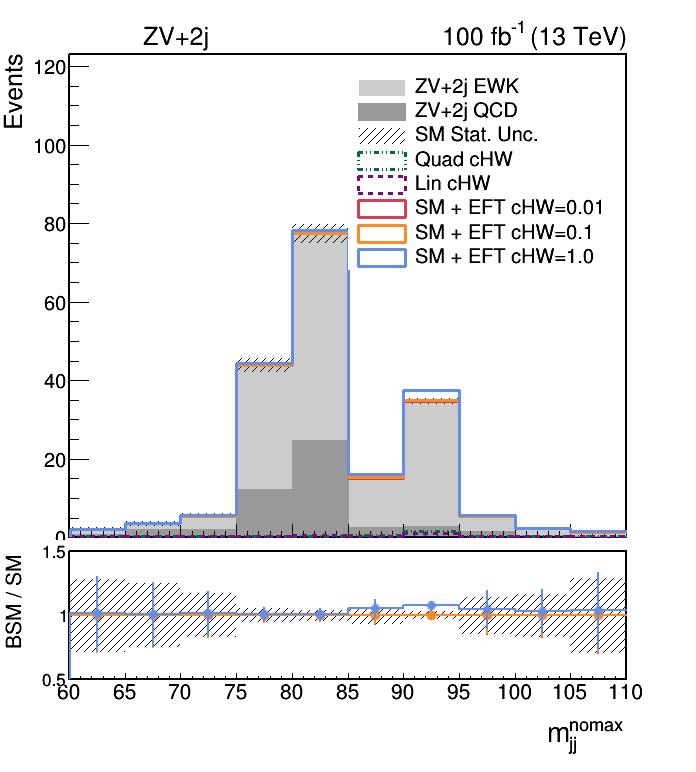 ZV+2j 100 fb-1 (13 TeV)
Events
120
100
80
60
40
20
0
ZV+2j EWK
ZV+2j QCD
SM Stat. Unc.
Quad cHW
Lin cHW
SM + EFT cHW=0.01
SM + EFT cHW=0.1
SM + EFT cHW=1.0
BSM / SM
1.5
1
0.5
60 65 70 75 80 85 90 95 100 105 110
m_jj^nomax